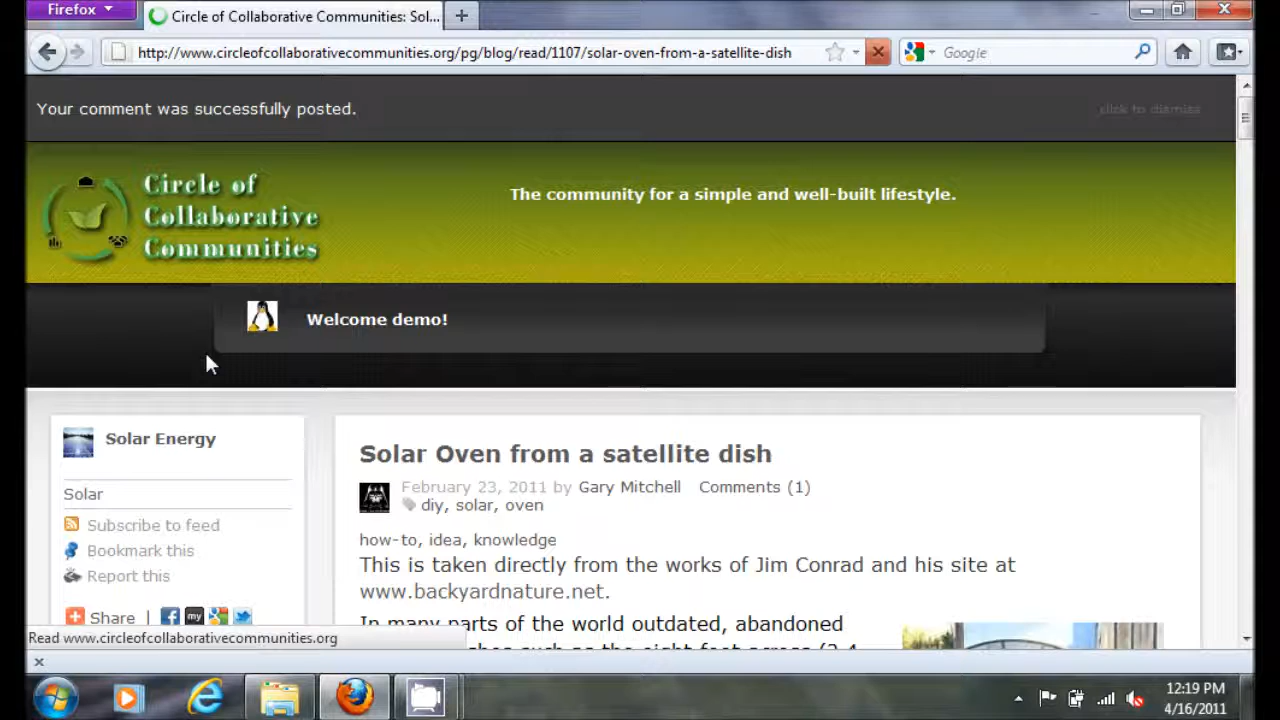 Firefox
Circle of Collaborative Communities: Sol...
http://www.circleofcollaborativecommunities.org/pg/blog/read/1107/solar-oven-from-a-satellite-dish
Google
Your comment was successfully posted.
click to dismiss
Circle of
Collaborative
Communities
The community for a simple and well-built lifestyle.
Welcome demo!
Solar Energy
Solar
Subscribe to feed
Bookmark this
Report this
Share |
Solar Oven from a satellite dish
February 23, 2011 by Gary Mitchell Comments (1)
diy, solar, oven
how-to, idea, knowledge
This is taken directly from the works of Jim Conrad and his site at
www.backyardnature.net.
In many parts of the world outdated, abandoned
Read www.circleofcollaborativecommunities.org
12:19 PM
4/16/2011